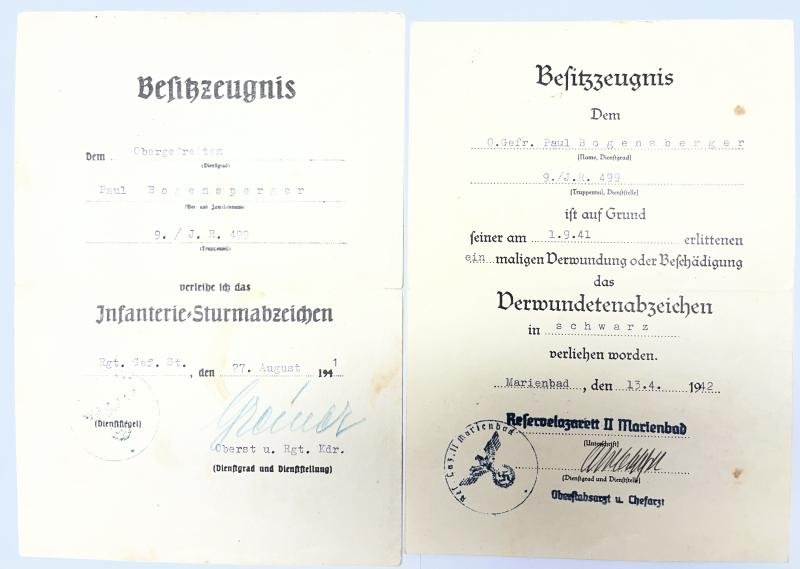 Besitzzeugnis
Dem Obergefreiten
(Dienstgrad)
Paul Bogensperger
(Vor- und Familienname
9. / J. R. 499
(Truppenteil)
verleihe ich das
Infanterie-Sturmabzeichen
Rgt. Gef. St., den 27. August 1941
(Dienstsiegel)
Oberst u. Rgt. Kdr.
(Dienstgrad und Dienststellung)
Besitzzeugnis
Dem
O.Gefr. Paul Bogensberger
(Name, Dienstgrad)
9./J.R. 499
(Truppenteil, Dienststelle)
ist auf Grund
seiner am 1.9.41 erlittenen
ein maligen Verwundung oder Beschädigung
das
Verwundetenabzeichen
in schwarz
verliehen worden.
Marienbad, den 13.4. 1942
Reservelazarett II Marienbad
(Unterschrift)
(Dienstgrad und Dienststelle)
Oberstabsarzt u. Chefarzt
Res. Laz. II Marienbad